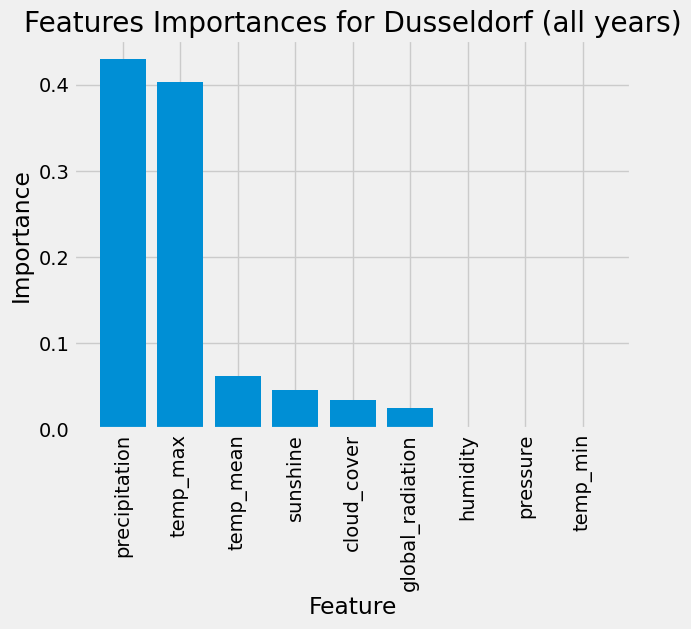 Features Importances for Dusseldorf (all years)
Importance
0.4
0.3
0.2
0.1
0.0
precipitation
temp_max
temp_mean
sunshine
cloud_cover
global_radiation
humidity
pressure
temp_min
Feature